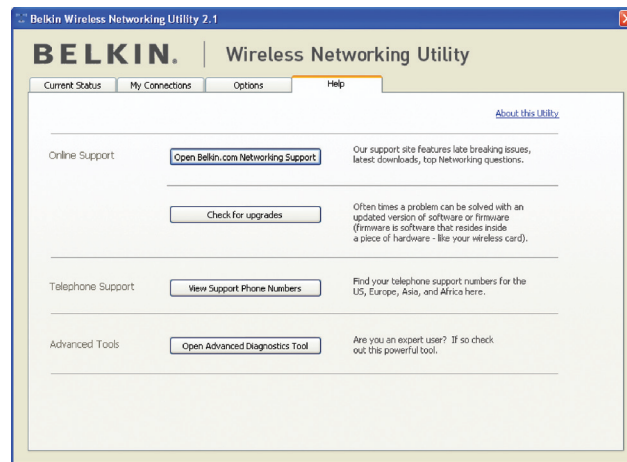 Belkin Wireless Networking Utility 2.1
BELKIN. Wireless Networking Utility
Current Status My Connections Options Help
About this Utility
Online Support
Open Belkin.com Networking Support
Our support site features late breaking issues,
latest downloads, top Networking questions.
Check for upgrades
Often times a problem can be solved with an
updated version of software or firmware
(firmware is software that resides inside
a piece of hardware - like your wireless card).
Telephone Support
View Support Phone Numbers
Find your telephone support numbers for the
US, Europe, Asia, and Africa here.
Advanced Tools
Open Advanced Diagnostics Tool
Are you an expert user? If so check
out this powerful tool.